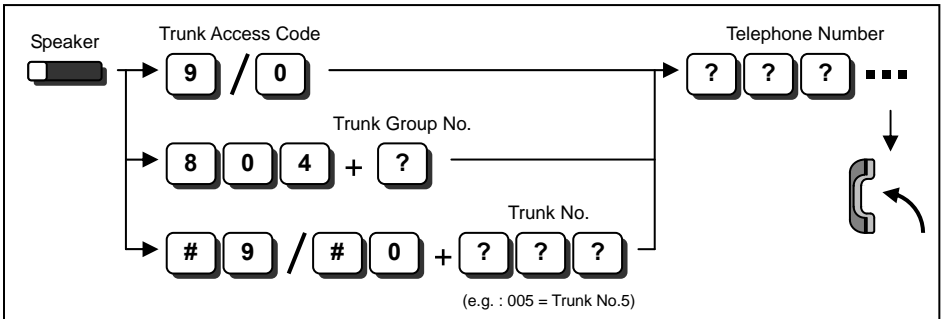 Speaker
Trunk Access Code
Telephone Number
9 / 0
? ? ?
Trunk Group No.
8 0 4 + ?
Trunk No.
# 9 / # 0 + ? ? ?
(e.g. : 005 = Trunk No.5)